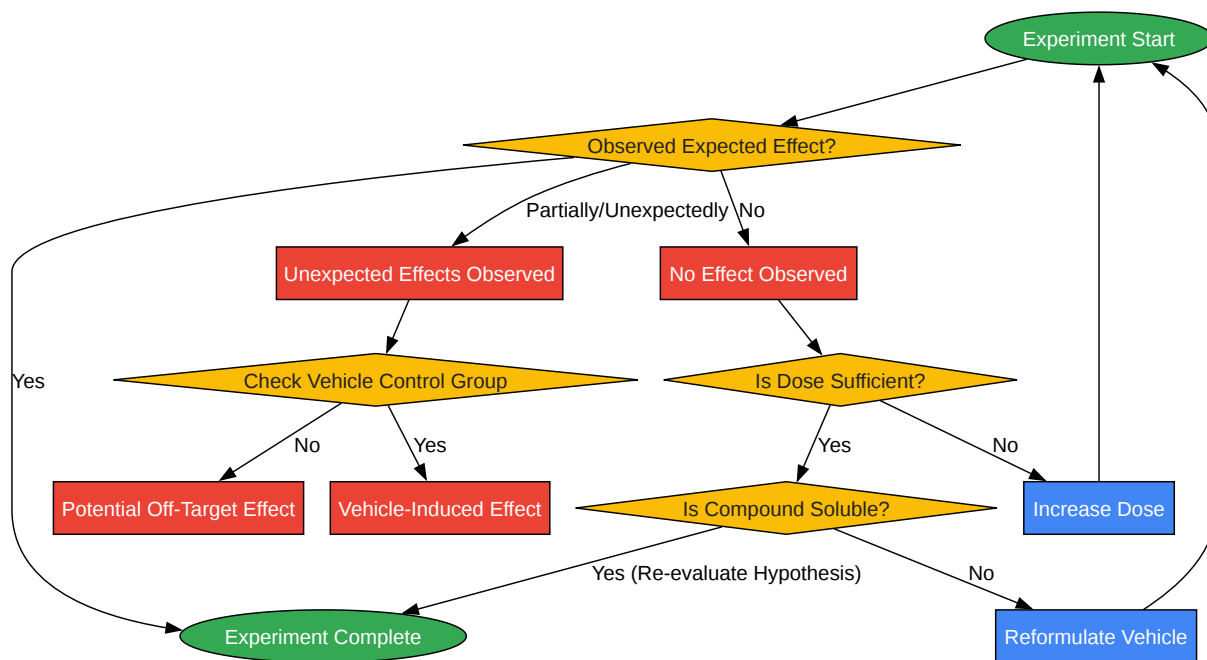 Experiment Start
Observed Expected Effect?
Partially/Unexpectedly
No
Unexpected Effects Observed
No Effect Observed
Yes
Check Vehicle Control Group
Is Dose Sufficient?
No
Yes
Yes
No
Potential Off-Target Effect
Vehicle-Induced Effect
Is Compound Soluble?
Increase Dose
Yes (Re-evaluate Hypothesis)
No
Experiment Complete
Reformulate Vehicle